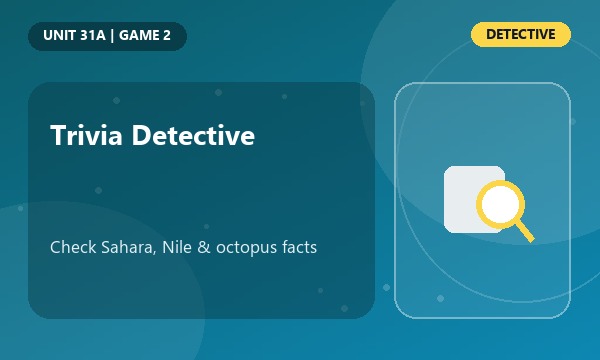 UNIT 31A | GAME 2
DETECTIVE
Trivia Detective
Check Sahara, Nile & octopus facts